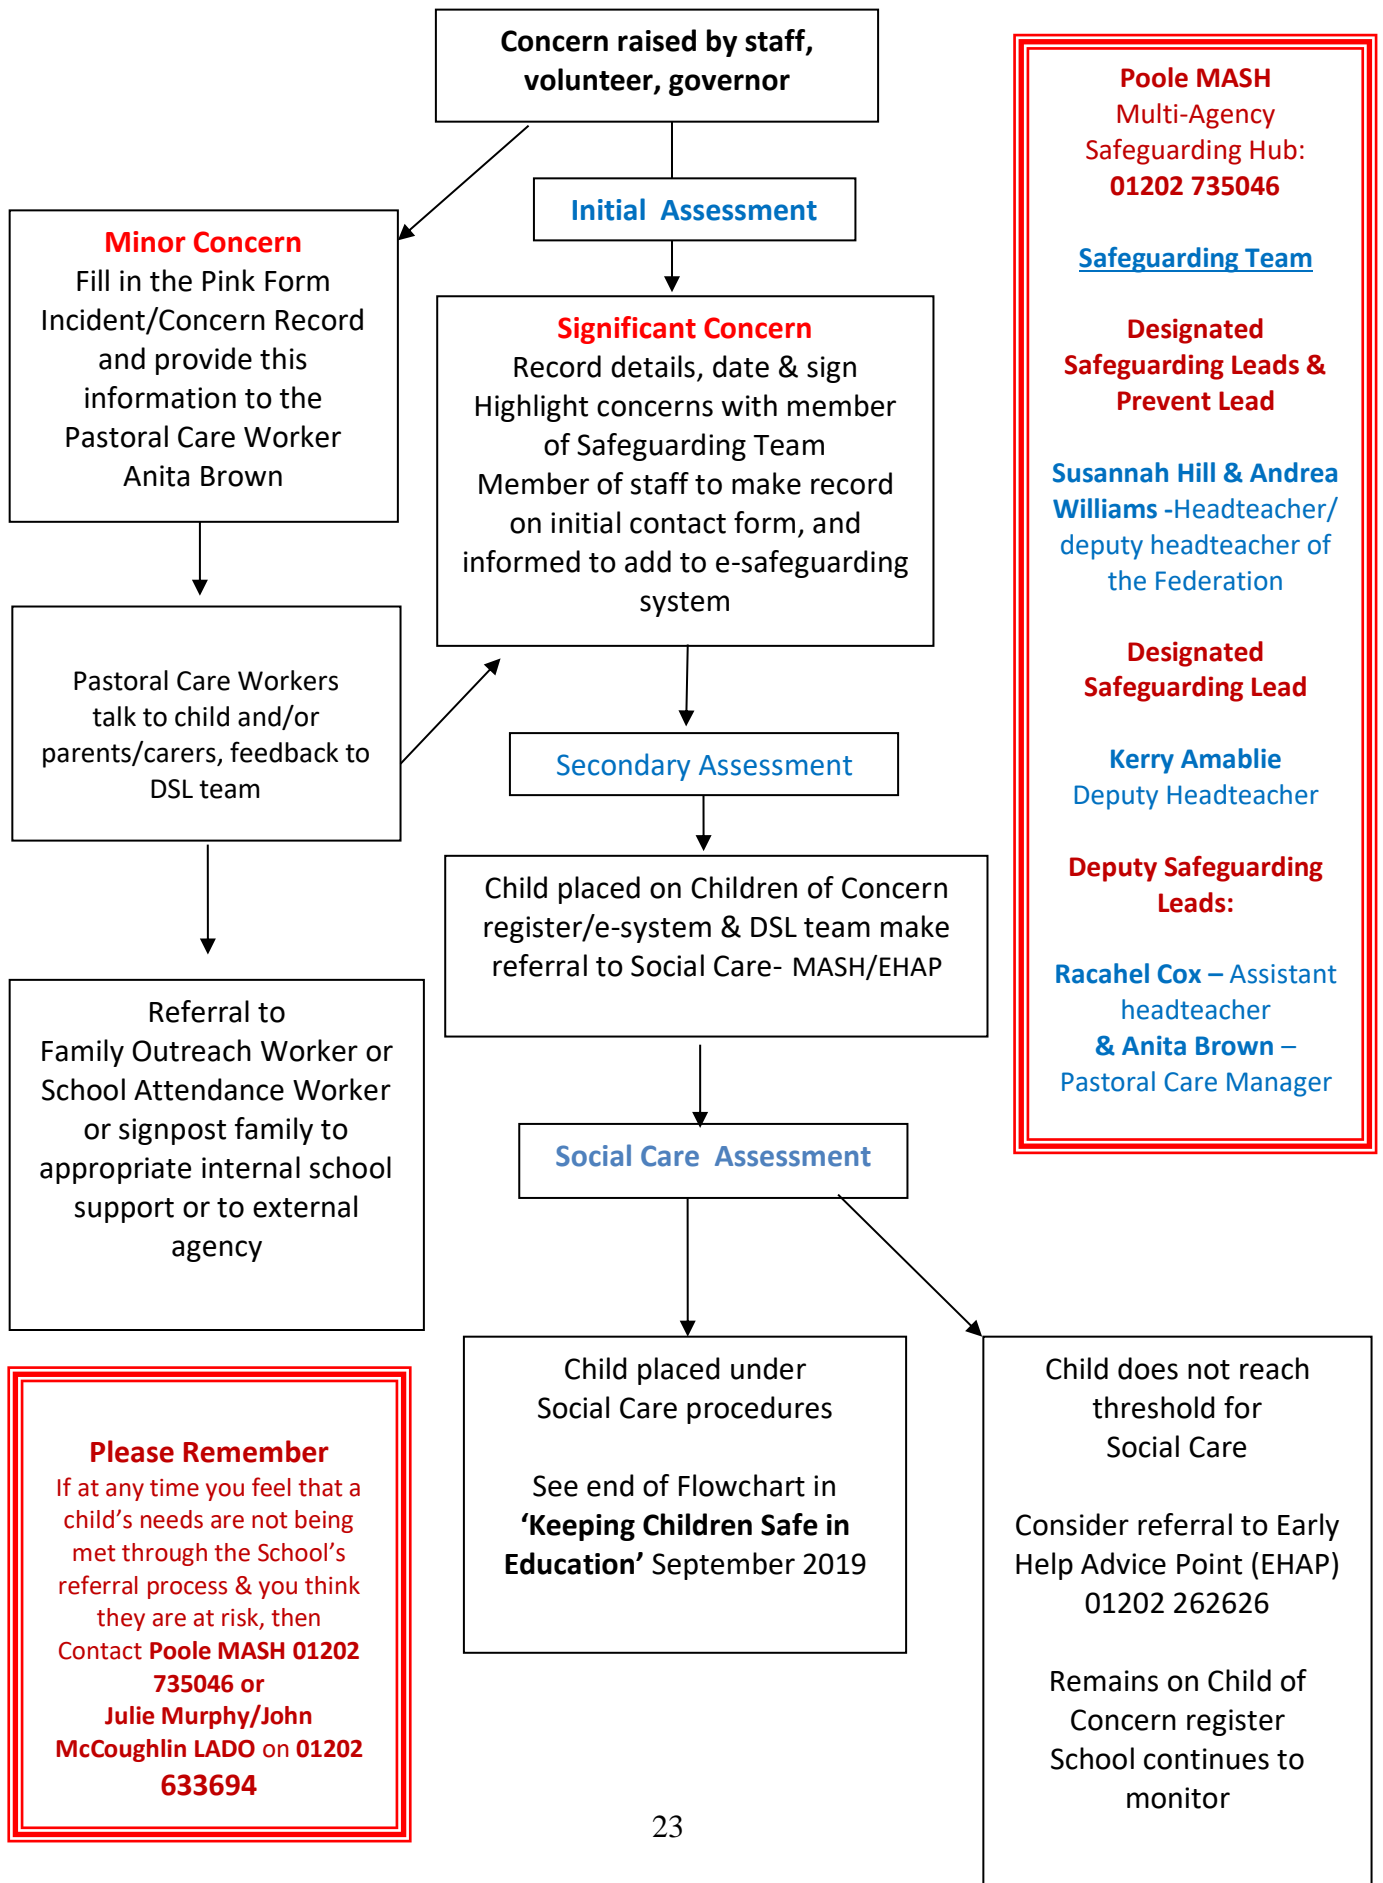 Concern raised by staff,
volunteer, governor
Initial  Assessment
Minor Concern
Fill in the Pink Form
Incident/Concern Record
and provide this
information to the
Pastoral Care Worker
Anita Brown
Significant Concern
Record details, date & sign
Highlight concerns with member
of Safeguarding Team
Member of staff to make record
on initial contact form, and
informed to add to e-safeguarding
system
Pastoral Care Workers
talk to child and/or
parents/carers, feedback to
DSL team
Secondary Assessment
Child placed on Children of Concern
register/e-system & DSL team make
referral to Social Care- MASH/EHAP
Referral to
Family Outreach Worker or
School Attendance Worker
or signpost family to
appropriate internal school
support or to external
agency
Social Care  Assessment
Child placed under
Social Care procedures
See end of Flowchart in
‘Keeping Children Safe in
Education’ September 2019
Child does not reach
threshold for
Social Care
Consider referral to Early
Help Advice Point (EHAP)
01202 262626
Remains on Child of
Concern register
School continues to
monitor
Poole MASH
Multi-Agency
Safeguarding Hub:
01202 735046
Safeguarding Team
Designated
Safeguarding Leads &
Prevent Lead
Susannah Hill & Andrea
Williams -Headteacher/
deputy headteacher of
the Federation
Designated
Safeguarding Lead
Kerry Amablie
Deputy Headteacher
Deputy Safeguarding
Leads:
Racahel Cox – Assistant
headteacher
& Anita Brown –
Pastoral Care Manager
Please Remember
If at any time you feel that a
child’s needs are not being
met through the School’s
referral process & you think
they are at risk, then
Contact Poole MASH 01202
735046 or
Julie Murphy/John
McCoughlin LADO on 01202
633694
23